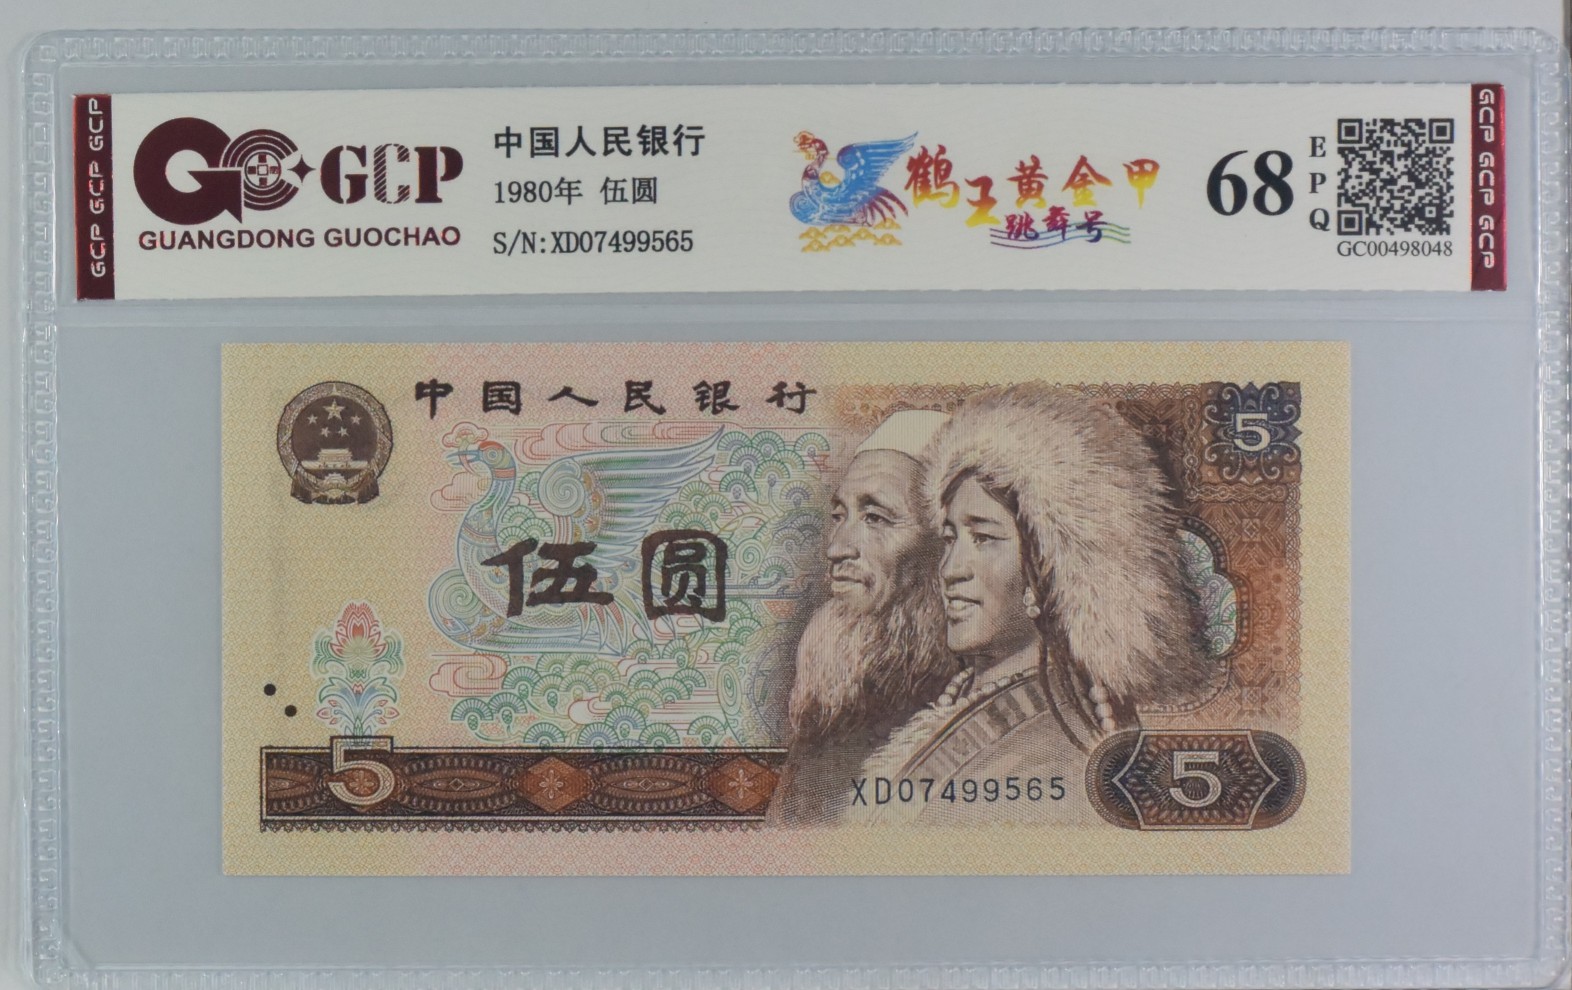 GCP GCP GCP
GCP
GUANGDONG GUOCHAO
中国人民银行
1980年 伍圆
S/N:XD07499565
鹤王黄金甲
跳舞号
68
EPQ
GC00498048
GCP GCP GCP
中国人民银行
5
伍圆
5
XD07499565
5